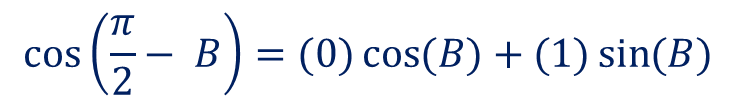 cos(π/2 − B) = (0) cos(B) + (1) sin(B)